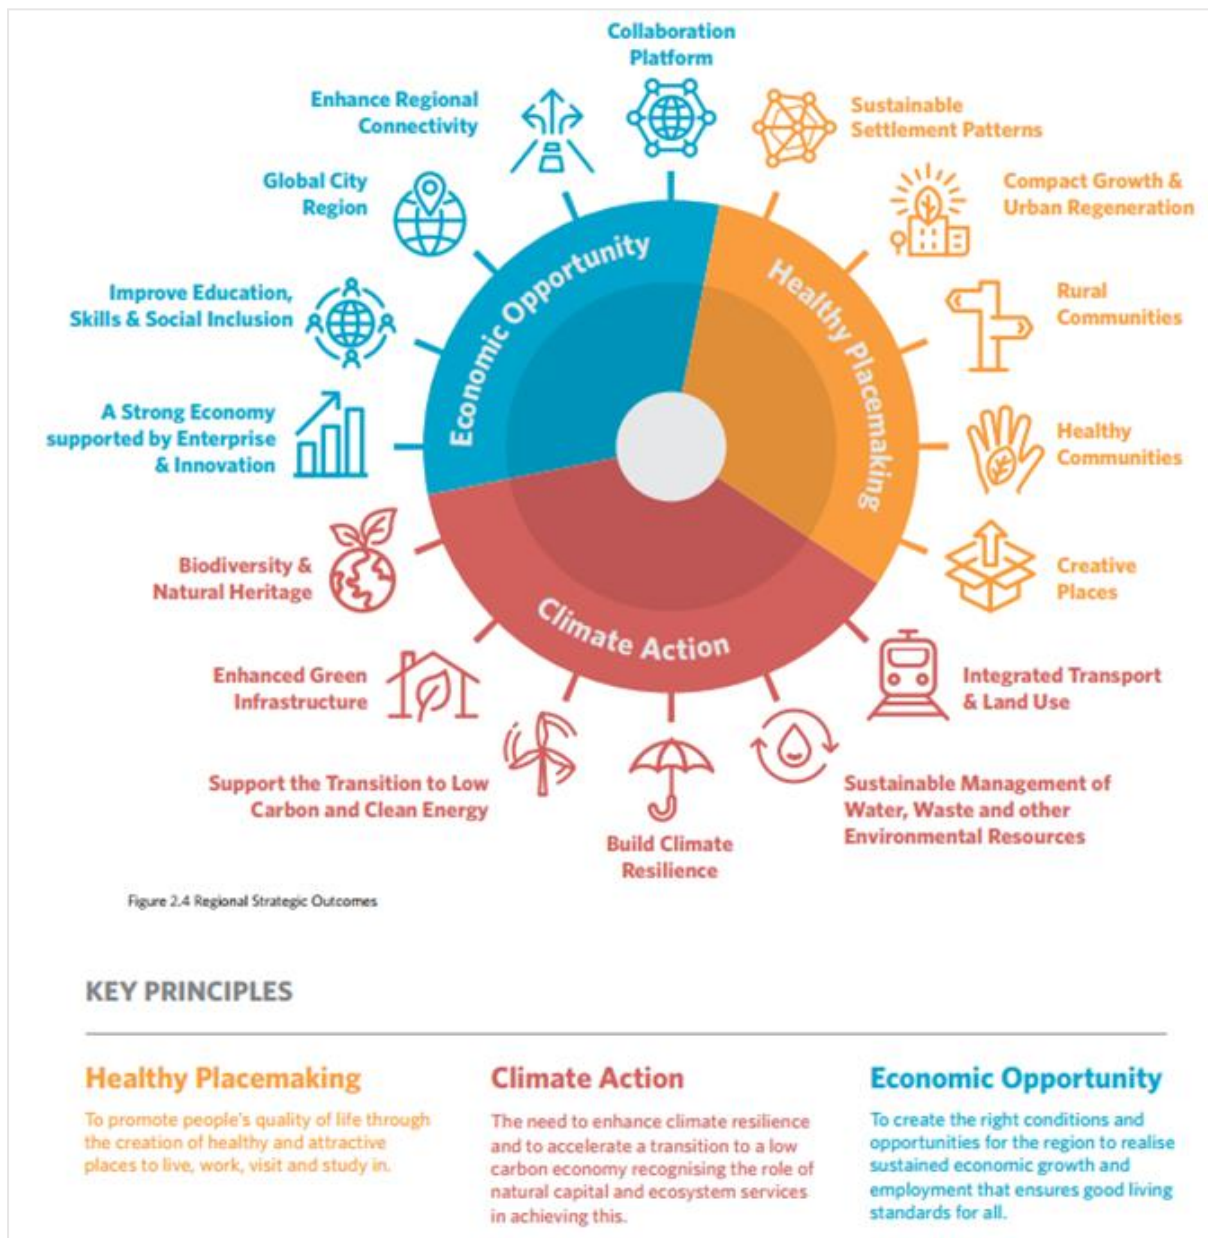 Collaboration
Platform
Enhance Regional
Connectivity
Sustainable
Settlement Patterns
Global City
Region
Compact Growth &
Urban Regeneration
Improve Education,
Skills & Social Inclusion
Rural
Communities
A Strong Economy
supported by Enterprise
& Innovation
Healthy
Communities
Biodiversity &
Natural Heritage
Creative
Places
Enhanced Green
Infrastructure
Integrated Transport
& Land Use
Support the Transition to Low
Carbon and Clean Energy
Sustainable Management of
Water, Waste and other
Environmental Resources
Build Climate
Resilience
Economic Opportunity
Healthy Placemaking
Climate Action
Figure 2.4 Regional Strategic Outcomes
KEY PRINCIPLES
Healthy Placemaking
To promote people's quality of life through
the creation of healthy and attractive
places to live, work, visit and study in.
Climate Action
The need to enhance climate resilience
and to accelerate a transition to a low
carbon economy recognising the role of
natural capital and ecosystem services
in achieving this.
Economic Opportunity
To create the right conditions and
opportunities for the region to realise
sustained economic growth and
employment that ensures good living
standards for all.